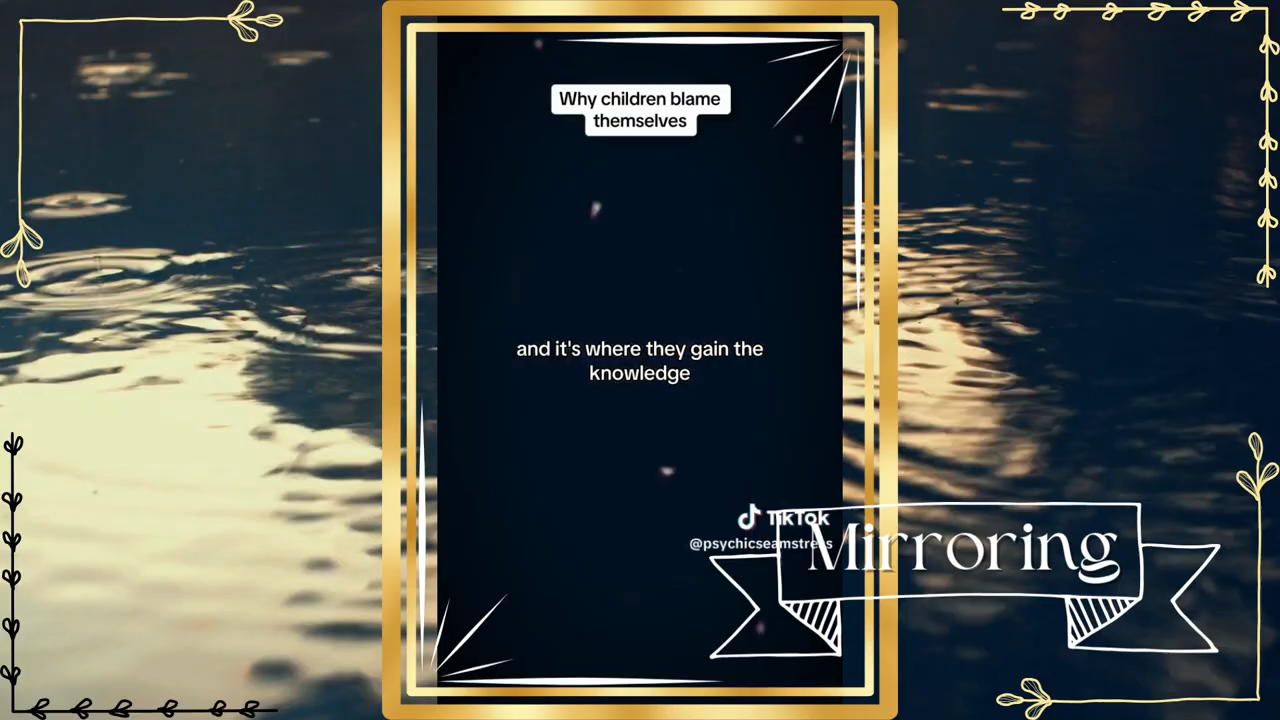 Why children blame
themselves
and it's where they gain the
knowledge
TikTok
@psychicseamstress
Mirroring